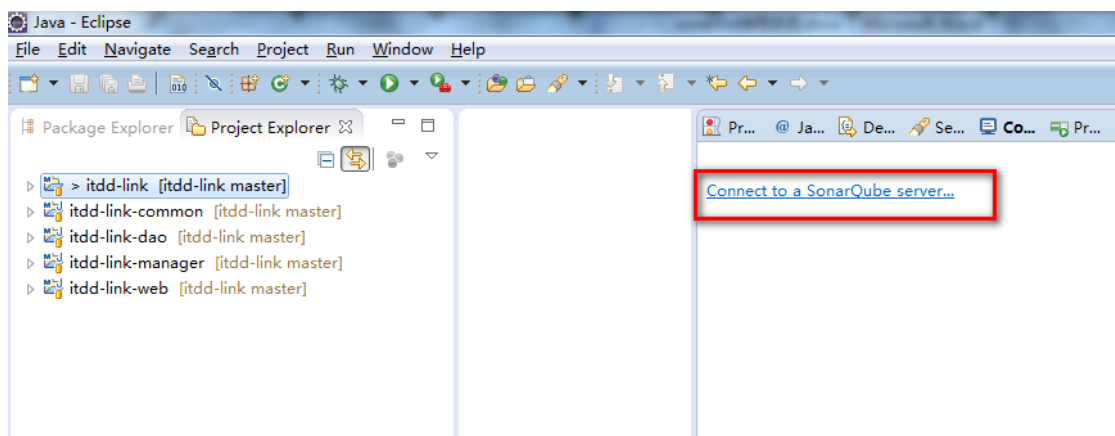 Java - Eclipse
File Edit Navigate Search Project Run Window Help
Package Explorer Project Explorer
Pr... @ Ja... De... Se... Co... Pr...
> itdd-link [itdd-link master]
itdd-link-common [itdd-link master]
itdd-link-dao [itdd-link master]
itdd-link-manager [itdd-link master]
itdd-link-web [itdd-link master]
Connect to a SonarQube server...